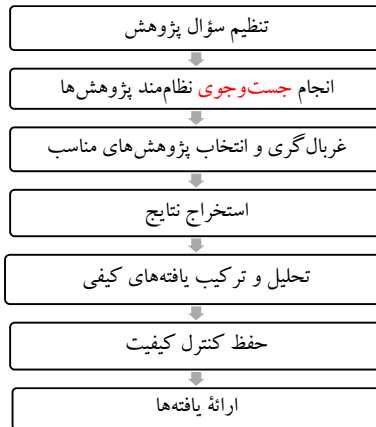 تنظیم سؤال پژوهش
انجام جست‌وجوی نظام‌مند پژوهش‌ها
غربال‌گری و انتخاب پژوهش‌های مناسب
استخراج نتایج
تحلیل و ترکیب یافته‌های کیفی
حفظ کنترل کیفیت
ارائهٔ یافته‌ها